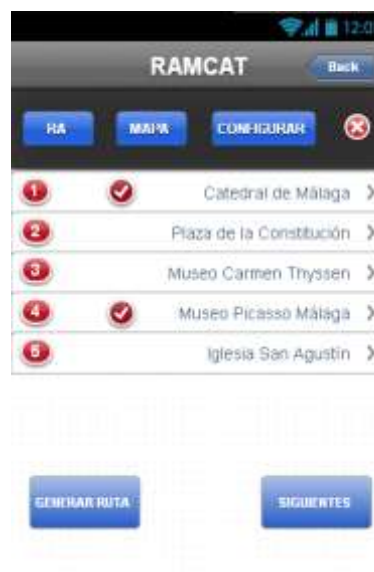 12:0
RAMCAT Back
RA MAPA CONFIGURAR
1 Catedral de Málaga
2 Plaza de la Constitución
3 Museo Carmen Thyssen
4 Museo Picasso Málaga
5 Iglesia San Agustín
GENERAR RUTA SIGUIENTES